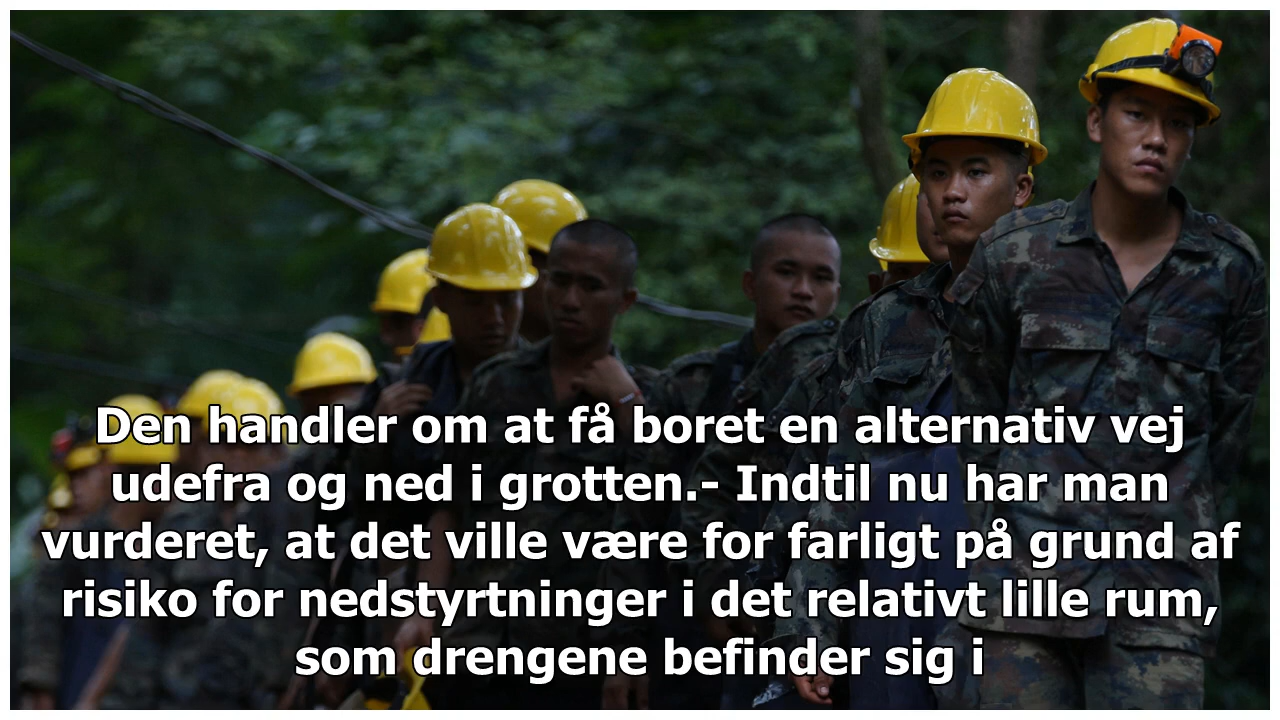 Den handler om at få boret en alternativ vej
udefra og ned i grotten.- Indtil nu har man
vurderet, at det ville være for farligt på grund af
risiko for nedstyrtninger i det relativt lille rum,
som drengene befinder sig i